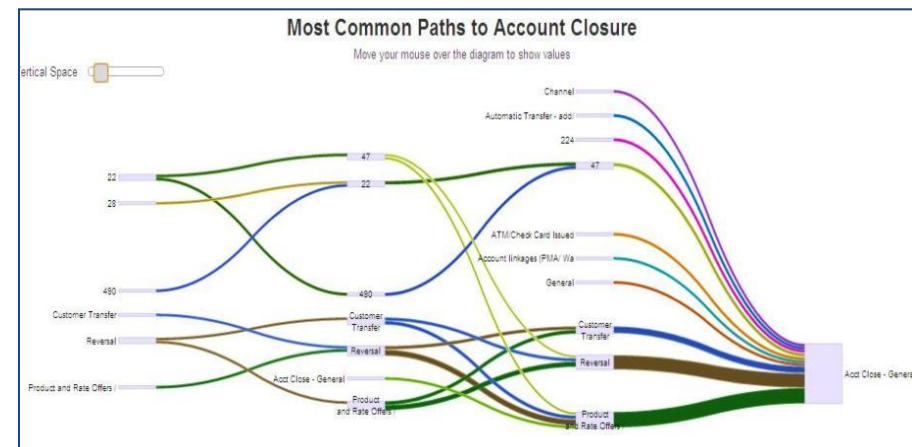 Most Common Paths to Account Closure
Move your mouse over the diagram to show values
ertical Space
Channel
Automatic Transfer - add/
224
47
47
22
22
28
ATM/Check Card Issued
Account linkages (PMA/ Wa
General
490
490
Customer Transfer
Customer
Transfer
Customer
Transfer
Reversal
Reversal
Reversal
Acct Close - General
Acct Close - Genera
Product and Rate Offers /
Product
and Rate Offers /
Product
and Rate Offers /